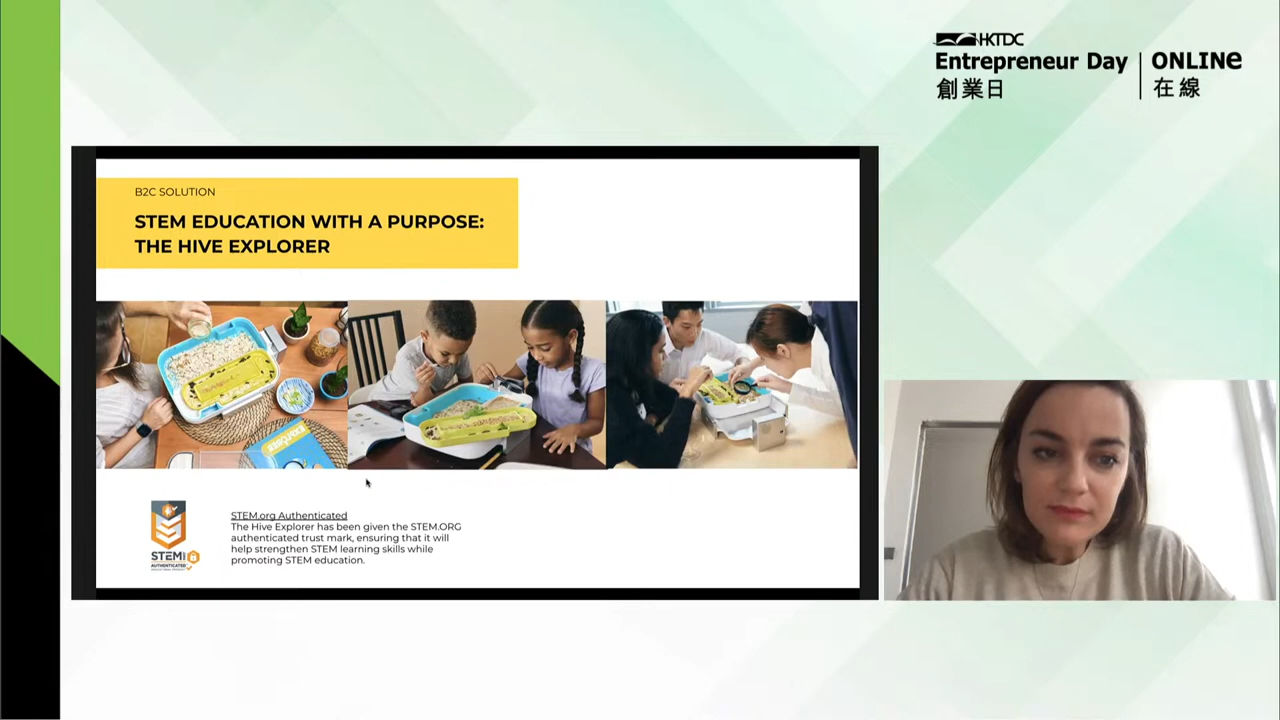 HKTDC
Entrepreneur Day
創業日
ONLINE
在線
B2C SOLUTION
STEM EDUCATION WITH A PURPOSE:
THE HIVE EXPLORER
STEM.org Authenticated
The Hive Explorer has been given the STEM.ORG
authenticated trust mark, ensuring that it will
help strengthen STEM learning skills while
promoting STEM education.
STEM
AUTHENTICATED